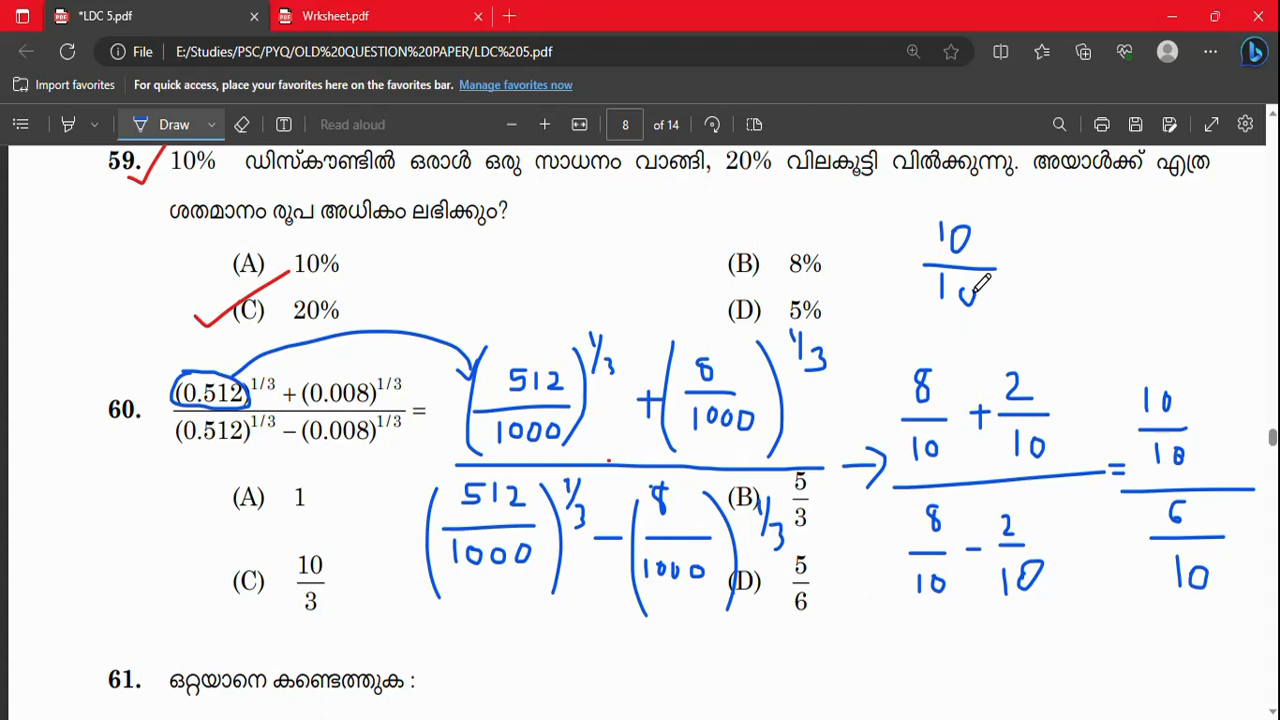 *LDC 5.pdf
Wrksheet.pdf
File E:/Studies/PSC/PYQ/OLD%20QUESTION%20PAPER/LDC%205.pdf
Import favorites For quick access, place your favorites here on the favorites bar. Manage favorites now
Draw Read aloud 8 of 14
59. 10% ഡിസ്കൗണ്ടിൽ ഒരാൾ ഒരു സാധനം വാങ്ങി, 20% വിലകൂട്ടി വിൽക്കുന്നു. അയാൾക്ക് എത്ര
ശതമാനം രൂപ അധികം ലഭിക്കും?
(A) 10% (B) 8%
(C) 20% (D) 5%
10/10
60. ((0.512)^1/3 + (0.008)^1/3) / ((0.512)^1/3 – (0.008)^1/3) =
((512/1000)^1/3 + (8/1000)^1/3) / ((512/1000)^1/3 – (8/1000)^1/3) → (8/10 + 2/10) / (8/10 – 2/10) = (10/10) / (6/10)
(A) 1 (B) 5/3
(C) 10/3 (D) 5/6
61. ഒറ്റയാനെ കണ്ടെത്തുക :